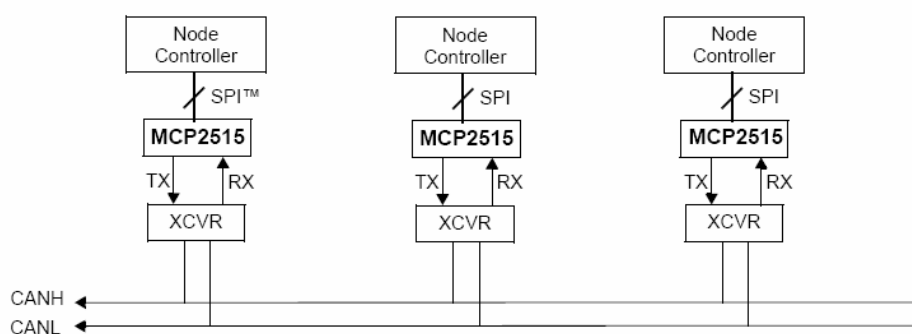 Node
Controller
Node
Controller
Node
Controller
SPI™
SPI
SPI
MCP2515
MCP2515
MCP2515
TX
RX
TX
RX
TX
RX
XCVR
XCVR
XCVR
CANH
CANL